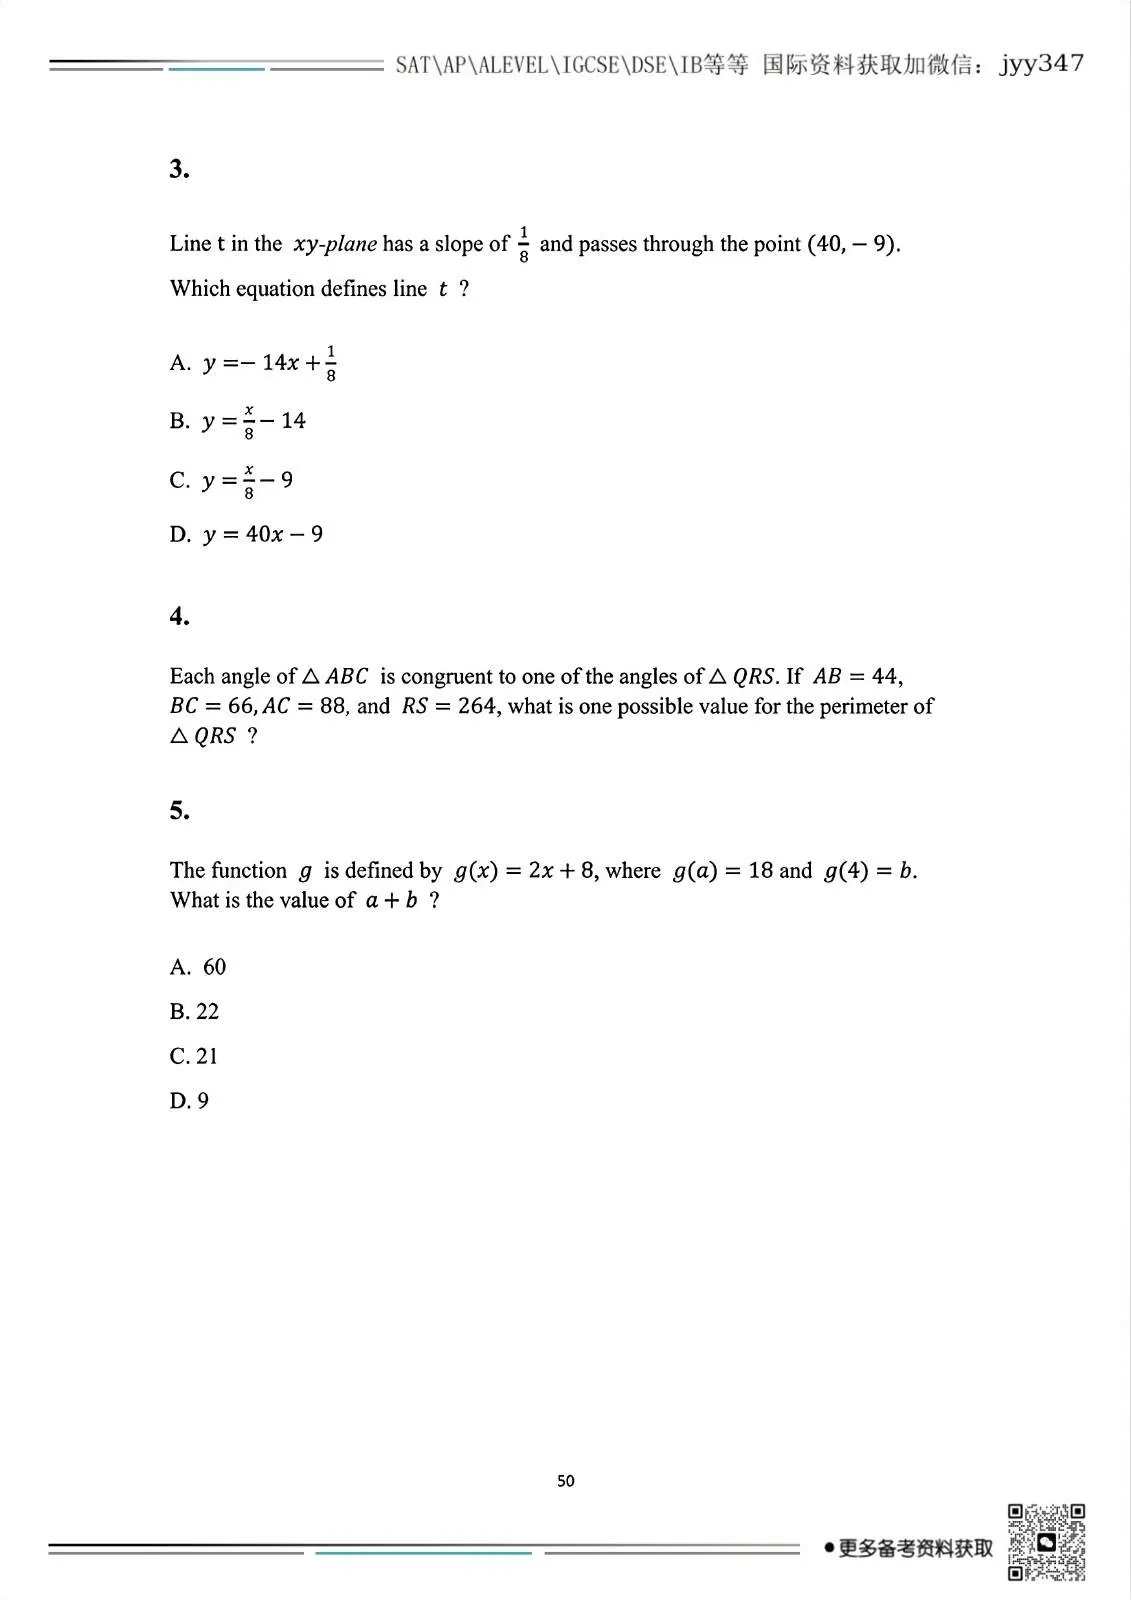 SAT\AP\ALEVEL\IGCSE\DSE\IB等等 国际资料获取加微信：jyy347
3.
Line t in the xy-plane has a slope of 1/8 and passes through the point (40, − 9).
Which equation defines line t ?
A. y =− 14x + 1/8
B. y = x/8 − 14
C. y = x/8 − 9
D. y = 40x − 9
4.
Each angle of △ ABC is congruent to one of the angles of △ QRS. If AB = 44,
BC = 66, AC = 88, and RS = 264, what is one possible value for the perimeter of
△ QRS ?
5.
The function g is defined by g(x) = 2x + 8, where g(a) = 18 and g(4) = b.
What is the value of a + b ?
A. 60
B. 22
C. 21
D. 9
50
●更多备考资料获取